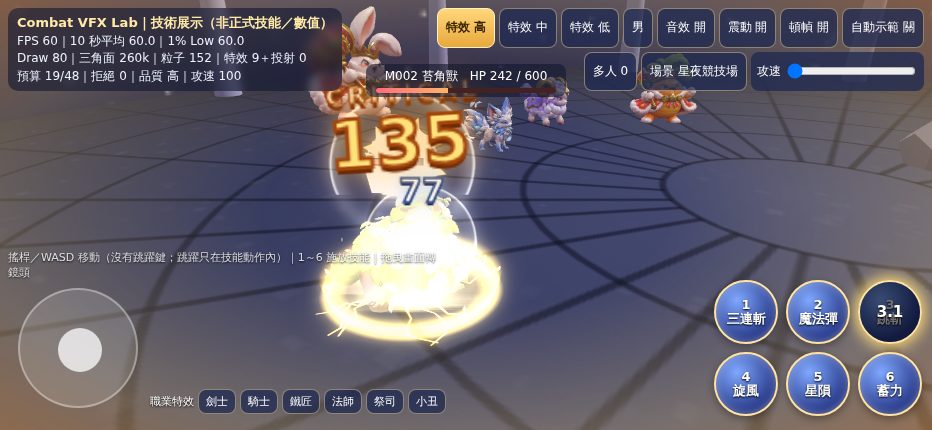 Combat VFX Lab｜技術展示（非正式技能／數值）
FPS 60｜10 秒平均 60.0｜1% Low 60.0
Draw 80｜三角面 260k｜粒子 152｜特效 9＋投射 0
預算 19/48｜拒絕 0｜品質 高｜攻速 100
特效 高
特效 中
特效 低
男
音效 開
震動 開
頓幀 開
自動示範 關
多人 0
場景 星夜競技場
攻速
M002 苔角獸 HP 242 / 600
CRITICAL
135
77
搖桿／WASD 移動（沒有跳躍鍵；跳躍只在技能動作內）｜1～6 施放技能｜拖曳畫面轉
鏡頭
1
三連斬
2
魔法彈
3
3.1
跳斬
4
旋風
5
星隕
6
蓄力
職業特效
劍士
騎士
鐵匠
法師
祭司
小丑